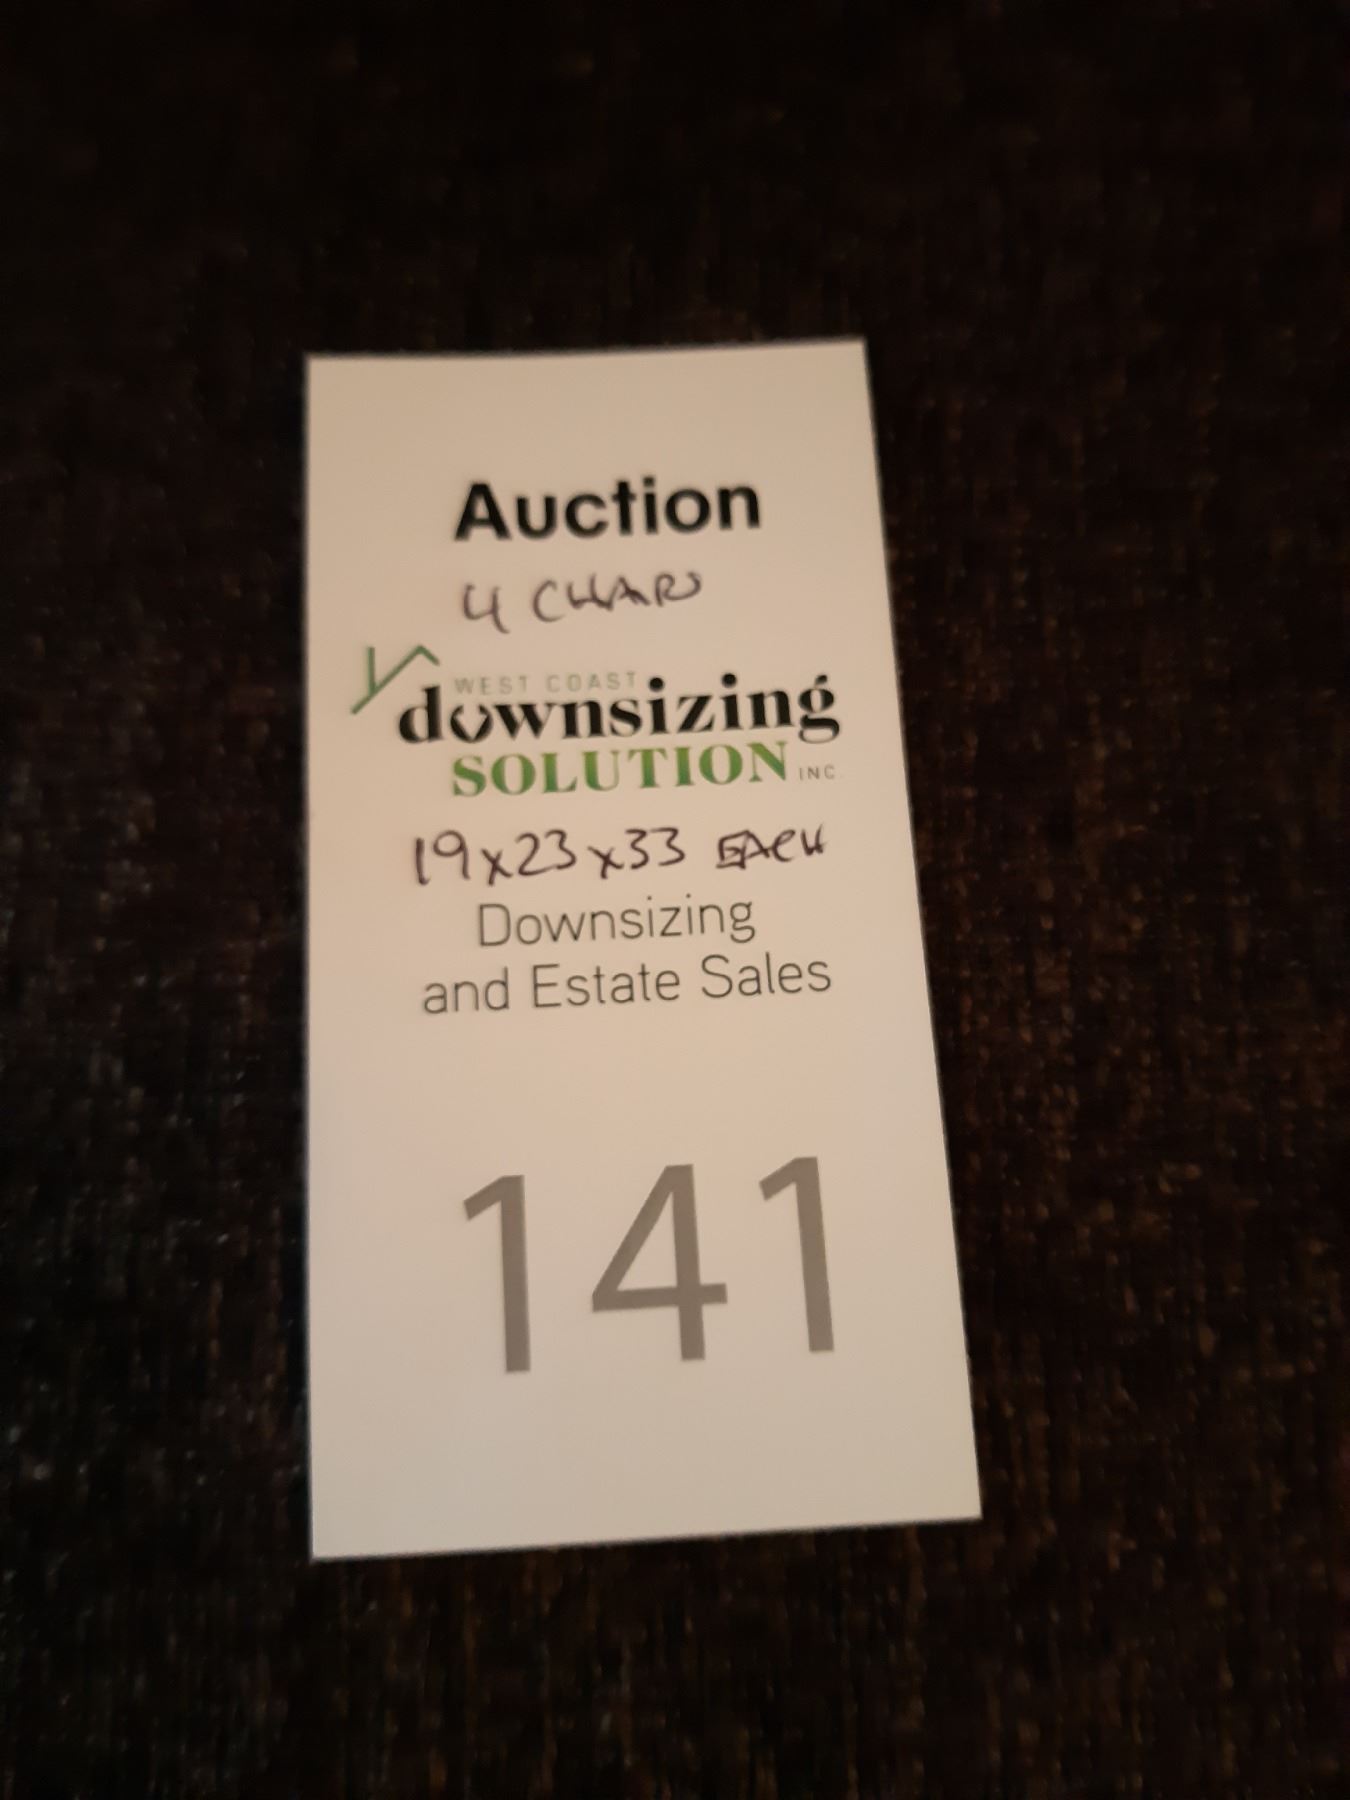 Auction
4 CHAIRS
WEST COAST
downsizing
SOLUTION INC.
19x23x33 EACH
Downsizing
and Estate Sales
141